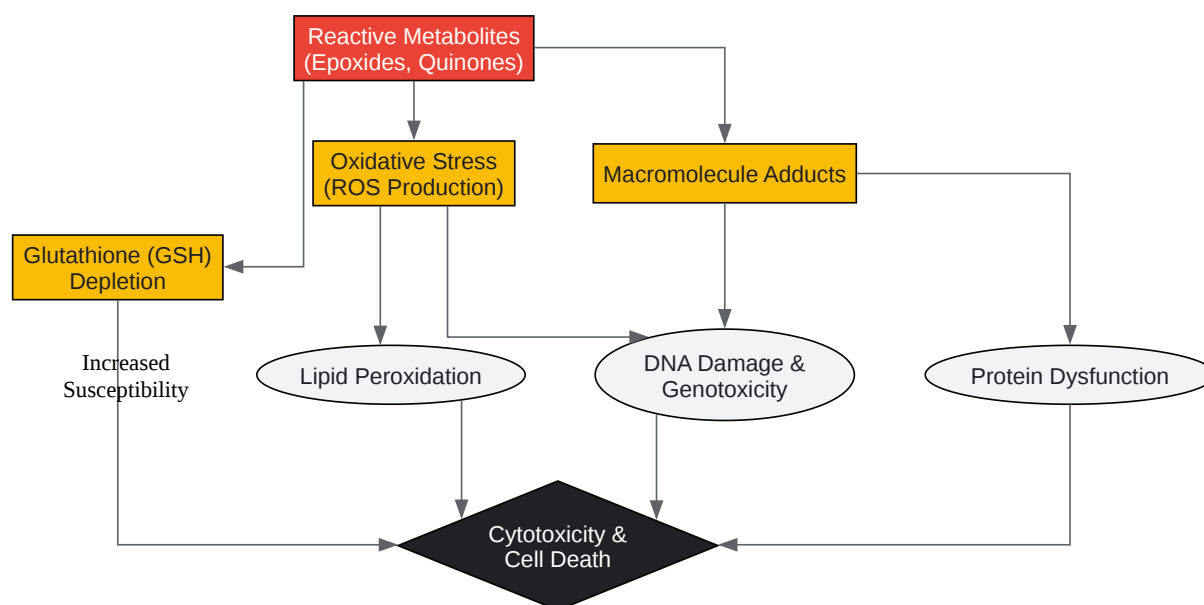 Reactive Metabolites
(Epoxides, Quinones)
Oxidative Stress
(ROS Production)
Macromolecule Adducts
Glutathione (GSH)
Depletion
Increased
Susceptibility
Lipid Peroxidation
DNA Damage &
Genotoxicity
Protein Dysfunction
Cytotoxicity &
Cell Death